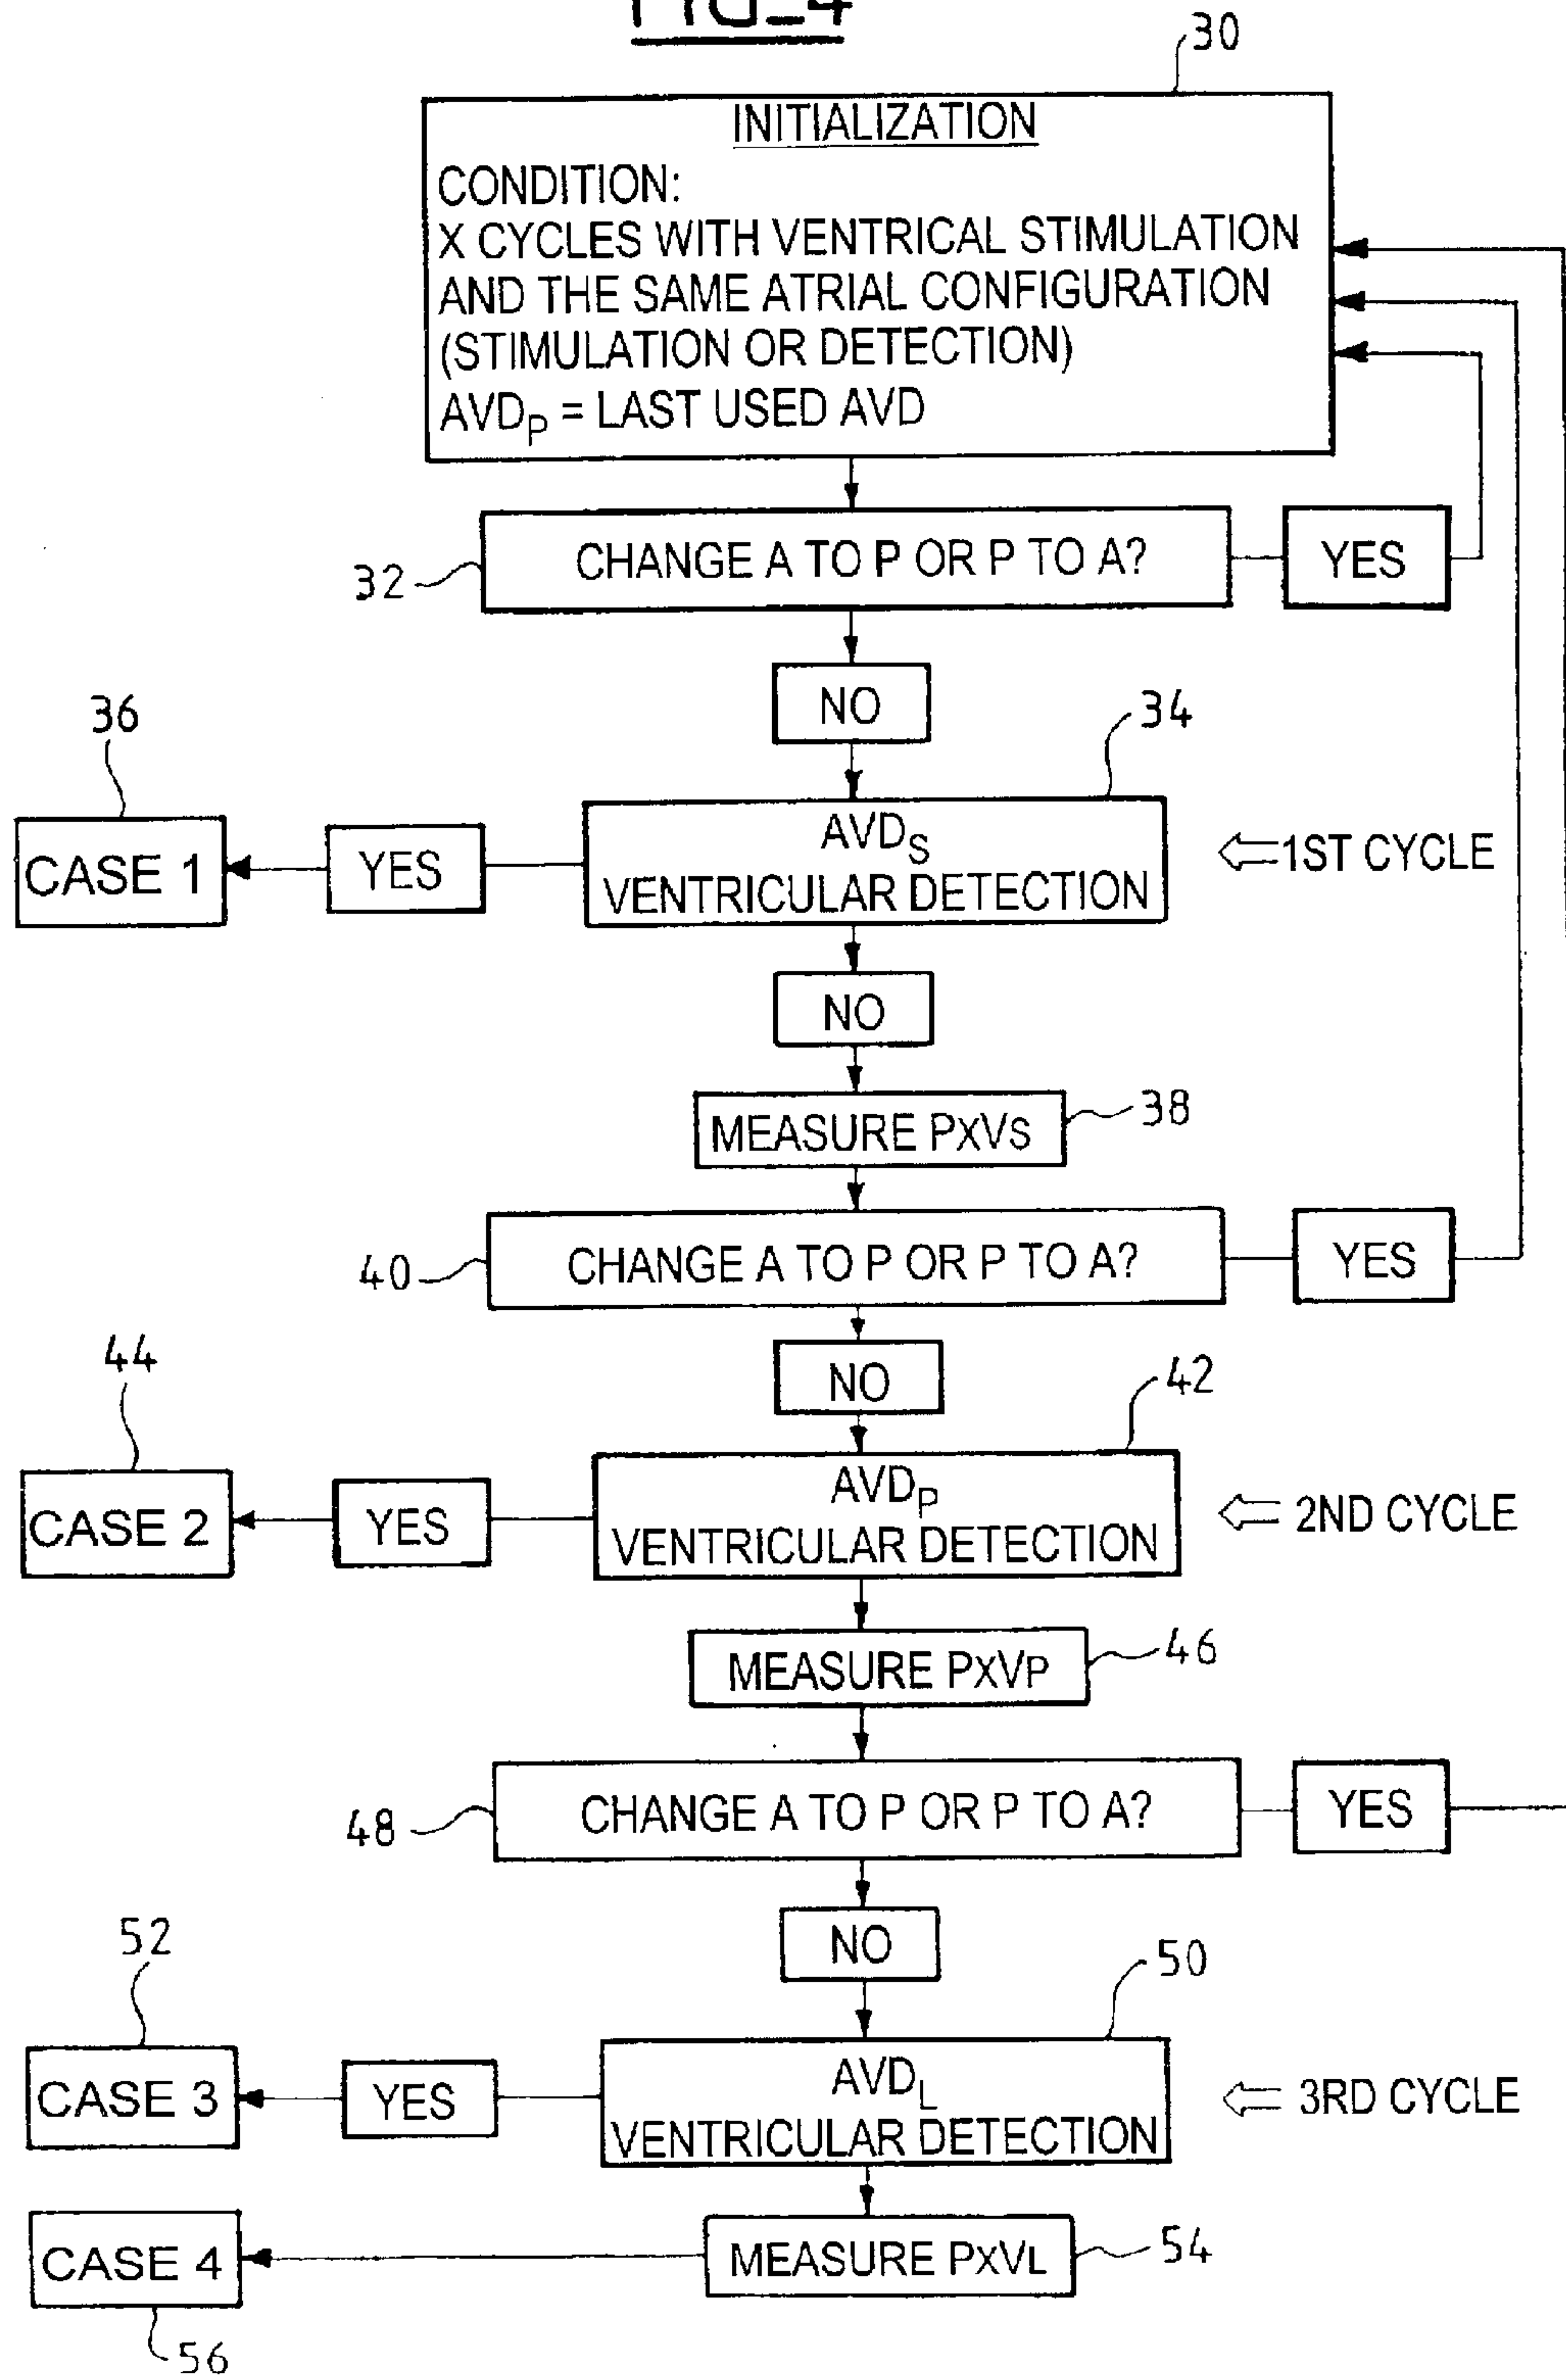 FIG_4
30
INITIALIZATION
CONDITION:
X CYCLES WITH VENTRICAL STIMULATION
AND THE SAME ATRIAL CONFIGURATION
(STIMULATION OR DETECTION)
AVDP = LAST USED AVD
32
CHANGE A TO P OR P TO A?
YES
NO
36
34
CASE 1
YES
AVDS
VENTRICULAR DETECTION
1ST CYCLE
NO
MEASURE PXVS
38
40
CHANGE A TO P OR P TO A?
YES
NO
44
42
CASE 2
YES
AVDP
VENTRICULAR DETECTION
2ND CYCLE
MEASURE PXVP
46
48
CHANGE A TO P OR P TO A?
YES
NO
52
50
CASE 3
YES
AVDL
VENTRICULAR DETECTION
3RD CYCLE
CASE 4
MEASURE PXVL
54
56